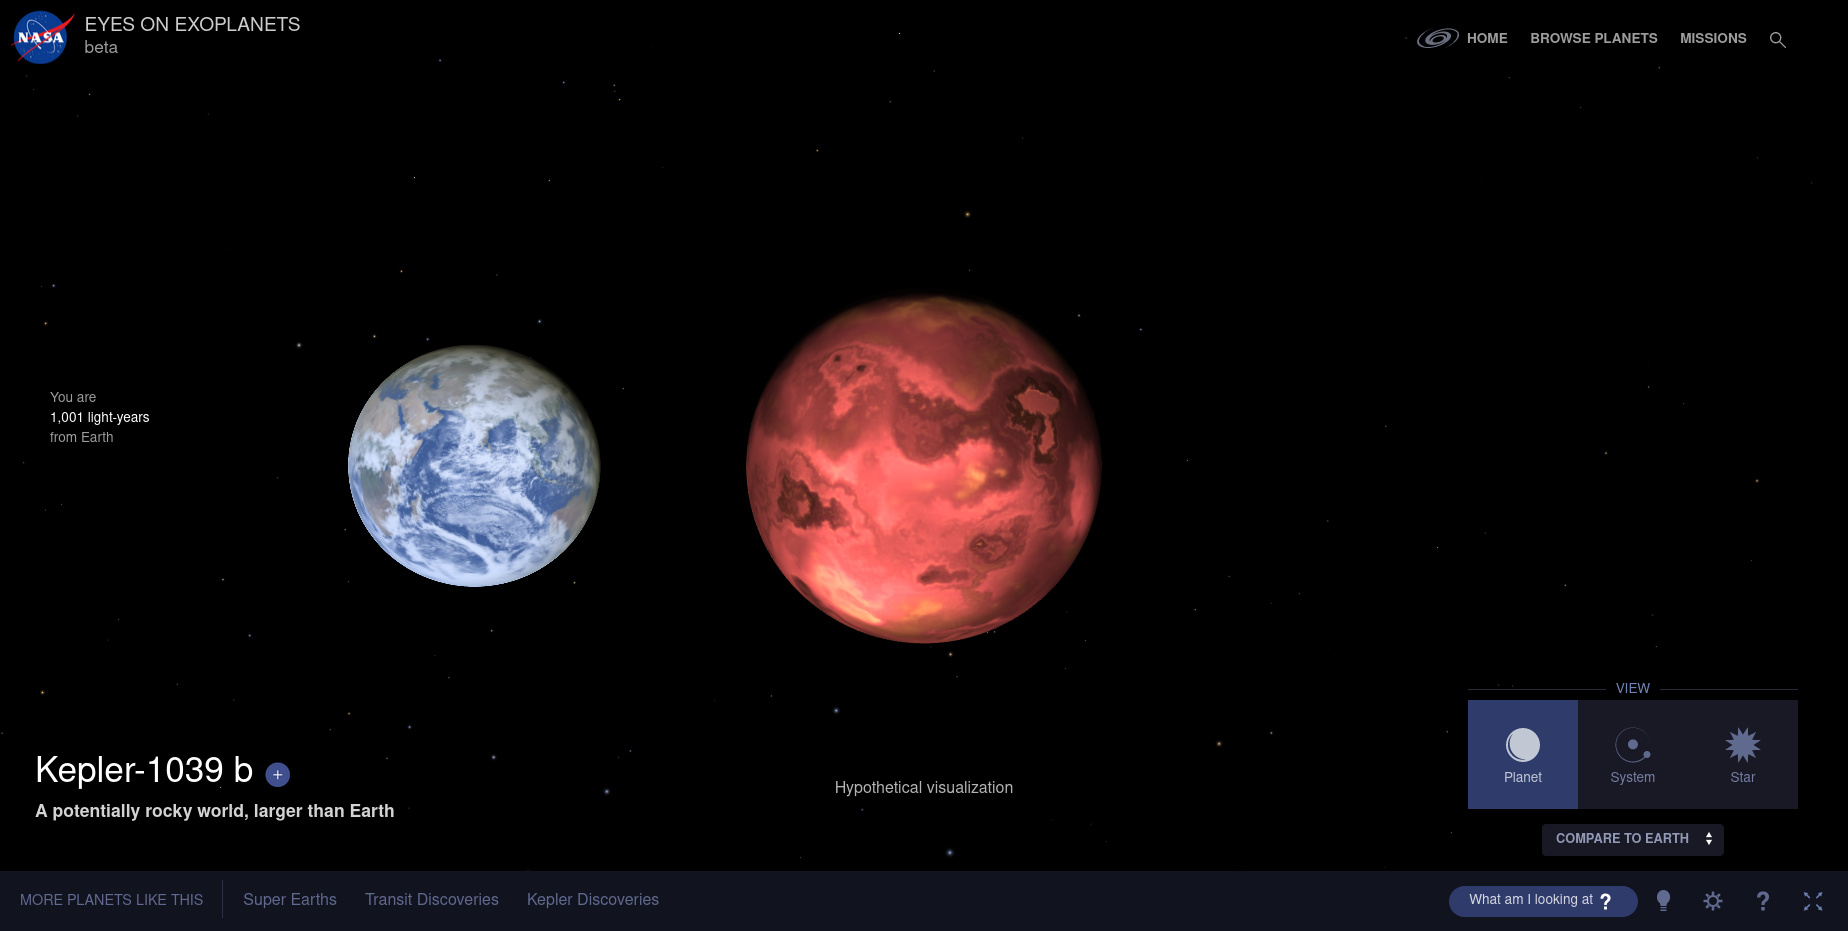 NASA
EYES ON EXOPLANETS
beta
HOME BROWSE PLANETS MISSIONS
You are
1,001 light-years
from Earth
VIEW
Planet System Star
Kepler-1039 b +
A potentially rocky world, larger than Earth
Hypothetical visualization
COMPARE TO EARTH
MORE PLANETS LIKE THIS Super Earths Transit Discoveries Kepler Discoveries What am I looking at ? ?